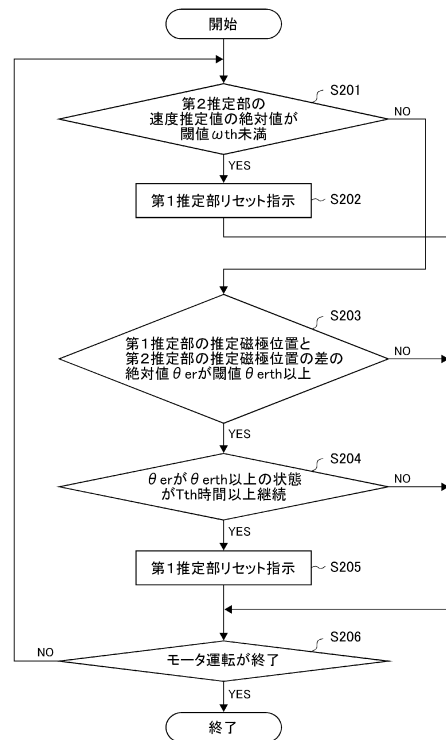 開始
S201
第2推定部の
速度推定値の絶対値が
閾値ωth未満
NO
YES
第1推定部リセット指示
S202
S203
第1推定部の推定磁極位置と
第2推定部の推定磁極位置の差の
絶対値θerが閾値θerth以上
NO
YES
S204
θerがθerth以上の状態
がTth時間以上継続
NO
YES
第1推定部リセット指示
S205
S206
NO
モータ運転が終了
YES
終了